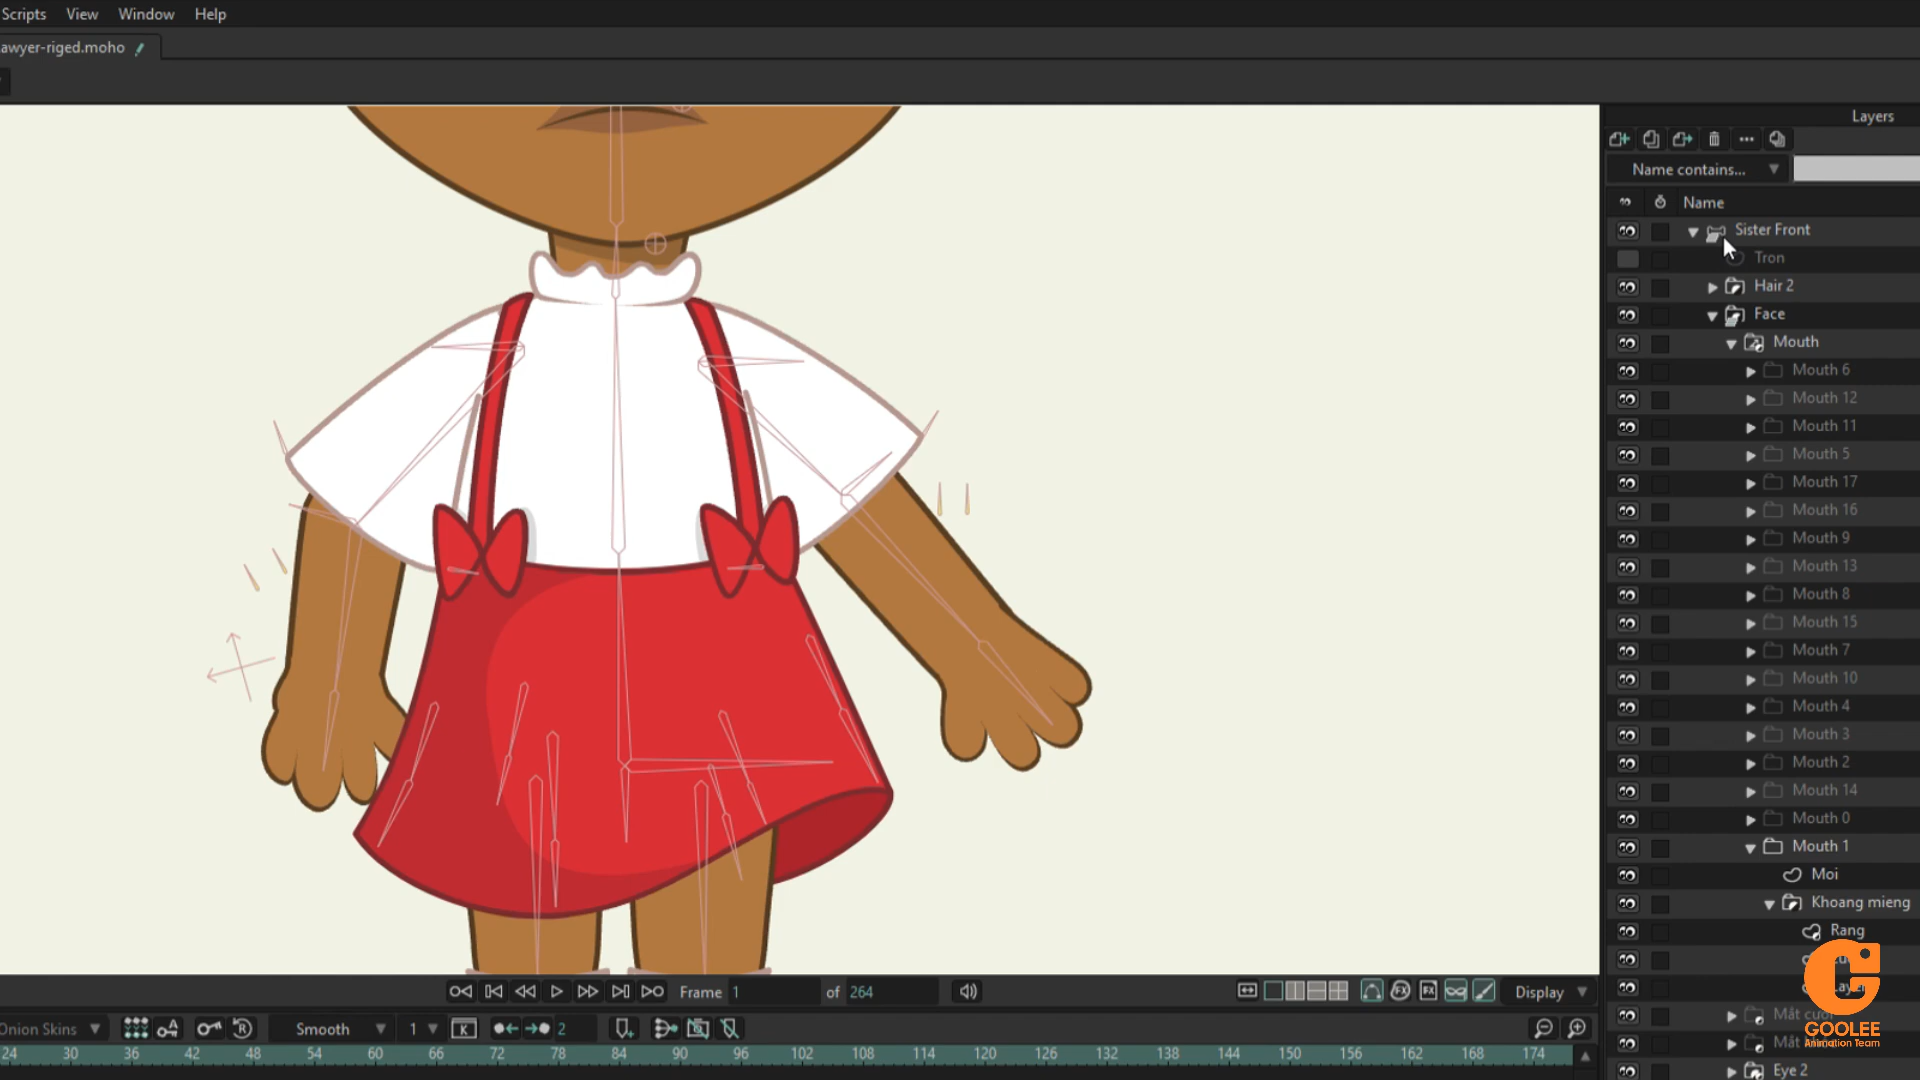 Scripts View Window Help
awyer-riged.moho
Layers
Name contains...
Name
Sister Front
Tron
Hair 2
Face
Mouth
Mouth 6
Mouth 12
Mouth 11
Mouth 5
Mouth 17
Mouth 16
Mouth 9
Mouth 13
Mouth 8
Mouth 15
Mouth 7
Mouth 10
Mouth 4
Mouth 3
Mouth 2
Mouth 14
Mouth 0
Mouth 1
Moi
Khoang mieng
Rang
Mắt
Eye 2
GOOLEE
Animation Team
Frame 1 of 264
Display
Onion Skins
Smooth
1
2
24 30 36 42 48 54 60 66 72 78 84 90 96 102 108 114 120 126 132 138 144 150 156 162 168 174